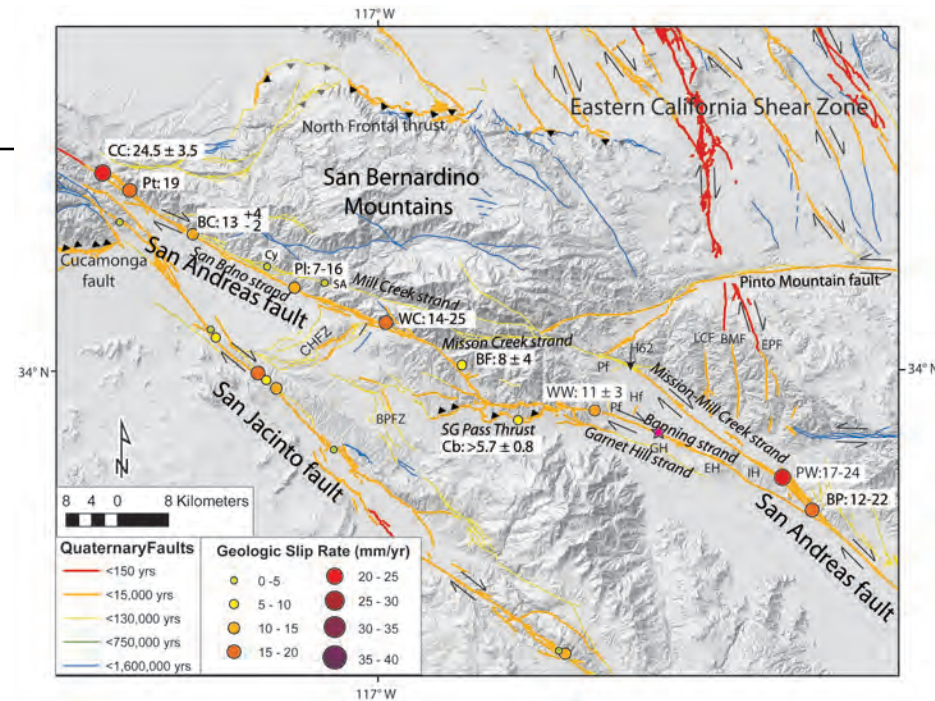 117° W
Eastern California Shear Zone
North Frontal thrust
CC: 24.5 ± 3.5
Pt: 19
San Bernardino
Mountains
BC: 13 +4
-2
Cucamonga
fault
San Andreas fault
San Bdno strand
Cy
PI: 7-16
SA
Mill Creek strand
Pinto Mountain fault
WC: 14-25
CHFZ
Misson Creek strand
BF: 8 ± 4
H62
Pf
LCF
BMF
EPF
34° N
34° N
WW: 11 ± 3
Pf
Hf
Mission-Mill Creek strand
San Jacinto fault
BPFZ
SG Pass Thrust
Cb: >5.7 ± 0.8
Banning strand
GH
Garnet Hill strand
EH
IH
PW: 17-24
BP: 12-22
San Andreas fault
N
8 4 0 8 Kilometers
Quaternary Faults
<150 yrs
<15,000 yrs
<130,000 yrs
<750,000 yrs
<1,600,000 yrs
Geologic Slip Rate (mm/yr)
0 -5
5 - 10
10 - 15
15 - 20
20 - 25
25 - 30
30 - 35
35 - 40
117° W